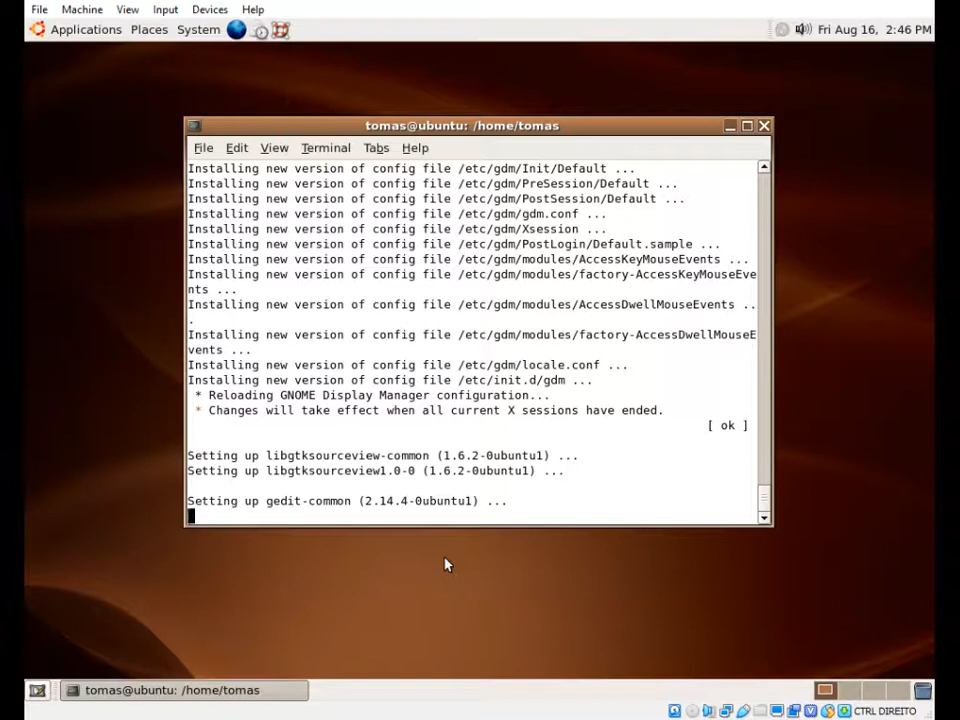 File Machine View Input Devices Help
Applications Places System Fri Aug 16, 2:46 PM
tomas@ubuntu: /home/tomas
File Edit View Terminal Tabs Help
Installing new version of config file /etc/gdm/Init/Default ...
Installing new version of config file /etc/gdm/PreSession/Default ...
Installing new version of config file /etc/gdm/PostSession/Default ...
Installing new version of config file /etc/gdm/gdm.conf ...
Installing new version of config file /etc/gdm/Xsession ...
Installing new version of config file /etc/gdm/PostLogin/Default.sample ...
Installing new version of config file /etc/gdm/modules/AccessKeyMouseEvents ...
Installing new version of config file /etc/gdm/modules/factory-AccessKeyMouseEve
nts ...
Installing new version of config file /etc/gdm/modules/AccessDwellMouseEvents ..
.
Installing new version of config file /etc/gdm/modules/factory-AccessDwellMouseE
vents ...
Installing new version of config file /etc/gdm/locale.conf ...
Installing new version of config file /etc/init.d/gdm ...
* Reloading GNOME Display Manager configuration...
* Changes will take effect when all current X sessions have ended.
[ ok ]
Setting up libgtksourceview-common (1.6.2-0ubuntu1) ...
Setting up libgtksourceview1.0-0 (1.6.2-0ubuntu1) ...
Setting up gedit-common (2.14.4-0ubuntu1) ...
tomas@ubuntu: /home/tomas
CTRL DIREITO